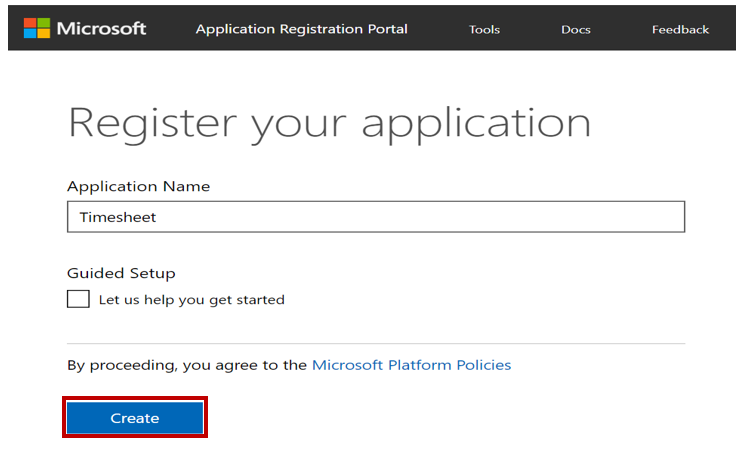 Microsoft Application Registration Portal Tools Docs Feedback
Register your application
Application Name
Timesheet
Guided Setup
Let us help you get started
By proceeding, you agree to the Microsoft Platform Policies
Create